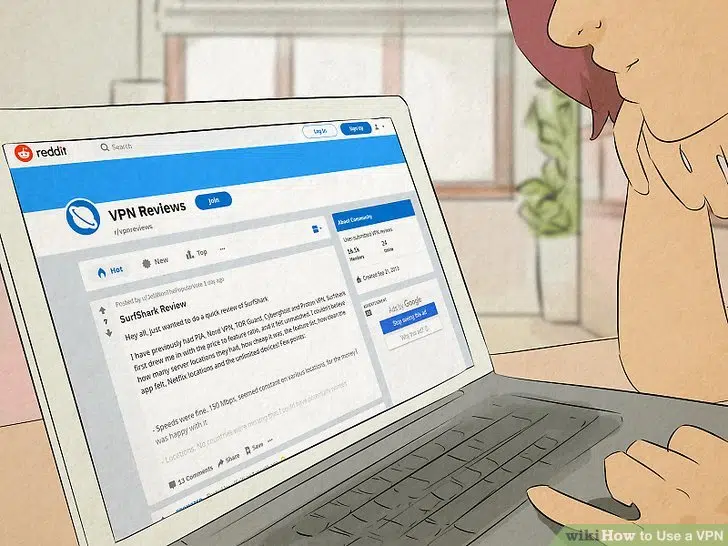 reddit
Search
Log In
Sign Up
VPN Reviews
Join
r/vpnreviews
Hot
New
Top
...
About Community
User-submitted VPN reviews
16.1k
24
Members
Online
Created Sep 21, 2013
ADVERTISEMENT
Ads by Google
Stop seeing this ad
Why this ad?
Posted by 1 day ago
SurfShark Review
7
Hey all, just wanted to do a quick review of SurfShark
I have previously had PIA, Nord VPN, TOR Guard, Cyberghost and Proton VPN. Surfshark
first drew me in with the price to feature ratio, and it felt unmatched. I couldn't believe
how many server locations they had, how cheap it was, the feature set, how clean the
app felt, Netflix locations and the unlimited devices! Few points:
- Speeds were fine, 150 Mbps, seemed constant on various locations, for the money I
was happy with it
- Locations. No countries were missing that I could have potentially wanted
13 Comments
Share
Save
...
wikiHow to Use a VPN